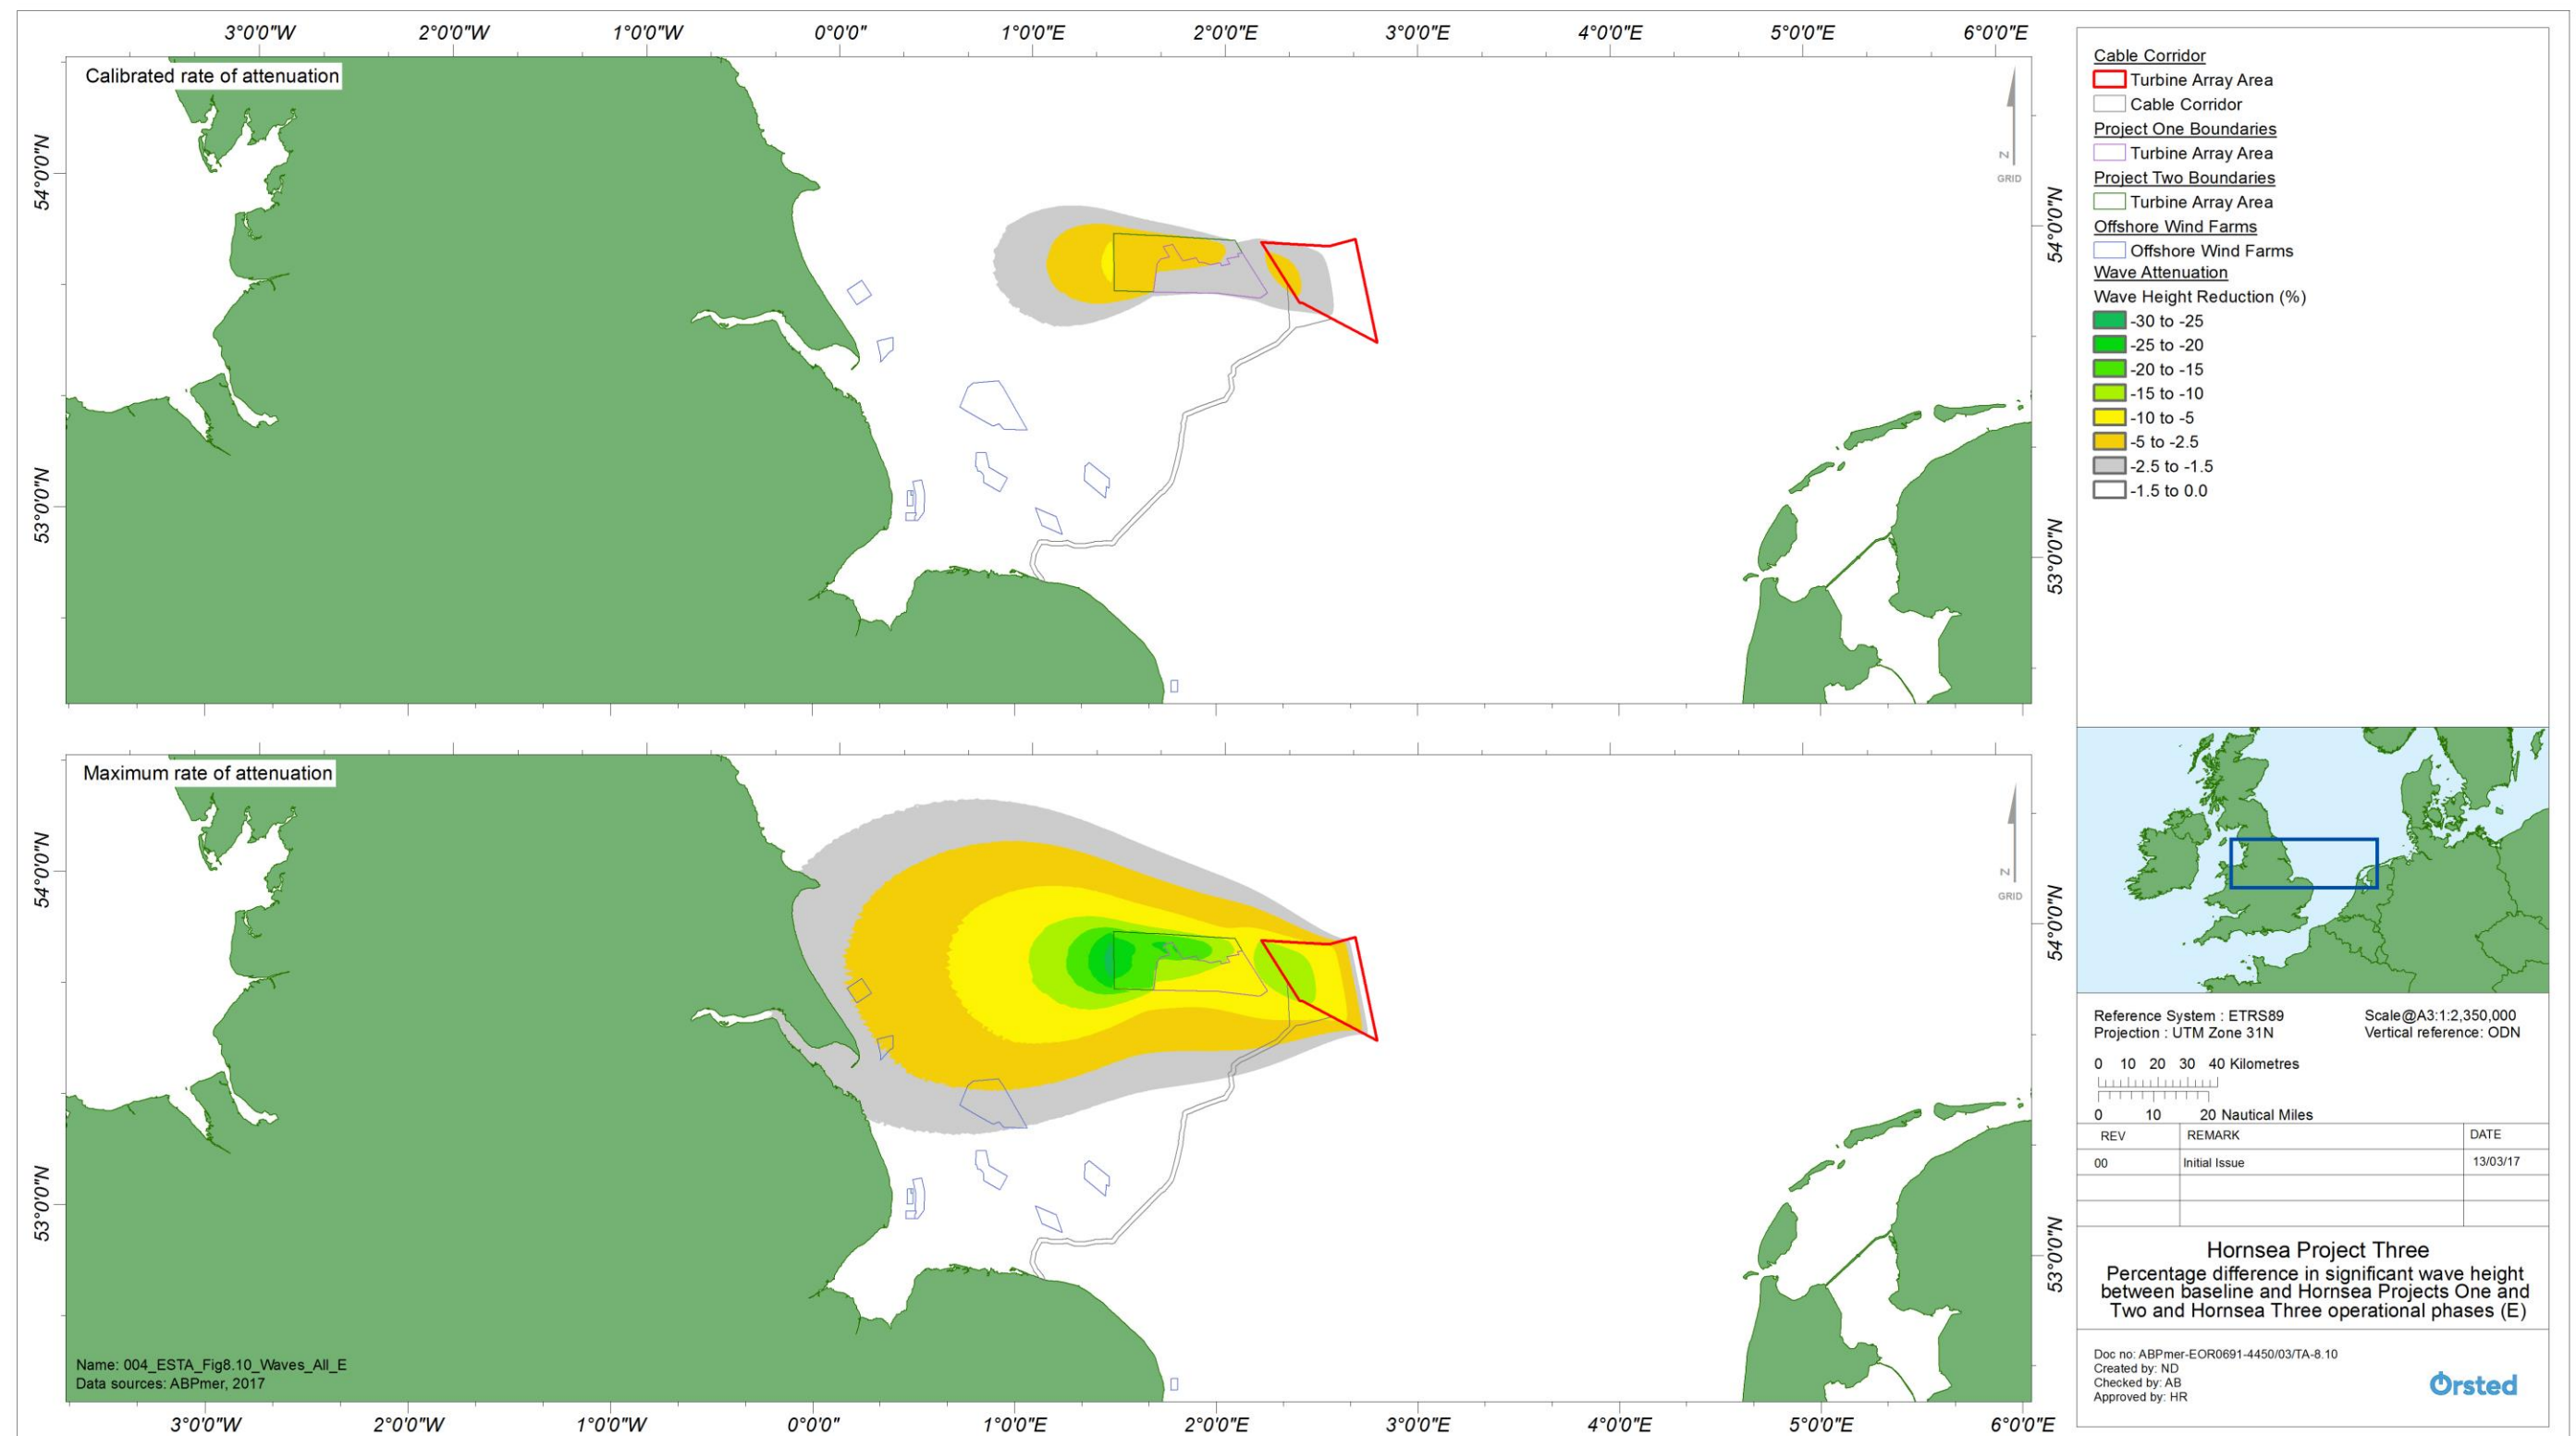 3°0'0"W 2°0'0"W 1°0'0"W 0°0'0" 1°0'0"E 2°0'0"E 3°0'0"E 4°0'0"E 5°0'0"E 6°0'0"E
Calibrated rate of attenuation
54°0'0"N
53°0'0"N
N
GRID
54°0'0"N
53°0'0"N
Maximum rate of attenuation
54°0'0"N
53°0'0"N
N
GRID
54°0'0"N
53°0'0"N
Name: 004_ESTA_Fig8.10_Waves_All_E
Data sources: ABPmer, 2017
3°0'0"W 2°0'0"W 1°0'0"W 0°0'0" 1°0'0"E 2°0'0"E 3°0'0"E 4°0'0"E 5°0'0"E 6°0'0"E
Cable Corridor
Turbine Array Area
Cable Corridor
Project One Boundaries
Turbine Array Area
Project Two Boundaries
Turbine Array Area
Offshore Wind Farms
Offshore Wind Farms
Wave Attenuation
Wave Height Reduction (%)
-30 to -25
-25 to -20
-20 to -15
-15 to -10
-10 to -5
-5 to -2.5
-2.5 to -1.5
-1.5 to 0.0
Reference System : ETRS89 Scale@A3:1:2,350,000
Projection : UTM Zone 31N Vertical reference: ODN
0 10 20 30 40 Kilometres
0 10 20 Nautical Miles
REV REMARK DATE
00 Initial Issue 13/03/17
Hornsea Project Three
Percentage difference in significant wave height
between baseline and Hornsea Projects One and
Two and Hornsea Three operational phases (E)
Doc no: ABPmer-EOR0691-4450/03/TA-8.10
Created by: ND
Checked by: AB
Approved by: HR
Ørsted